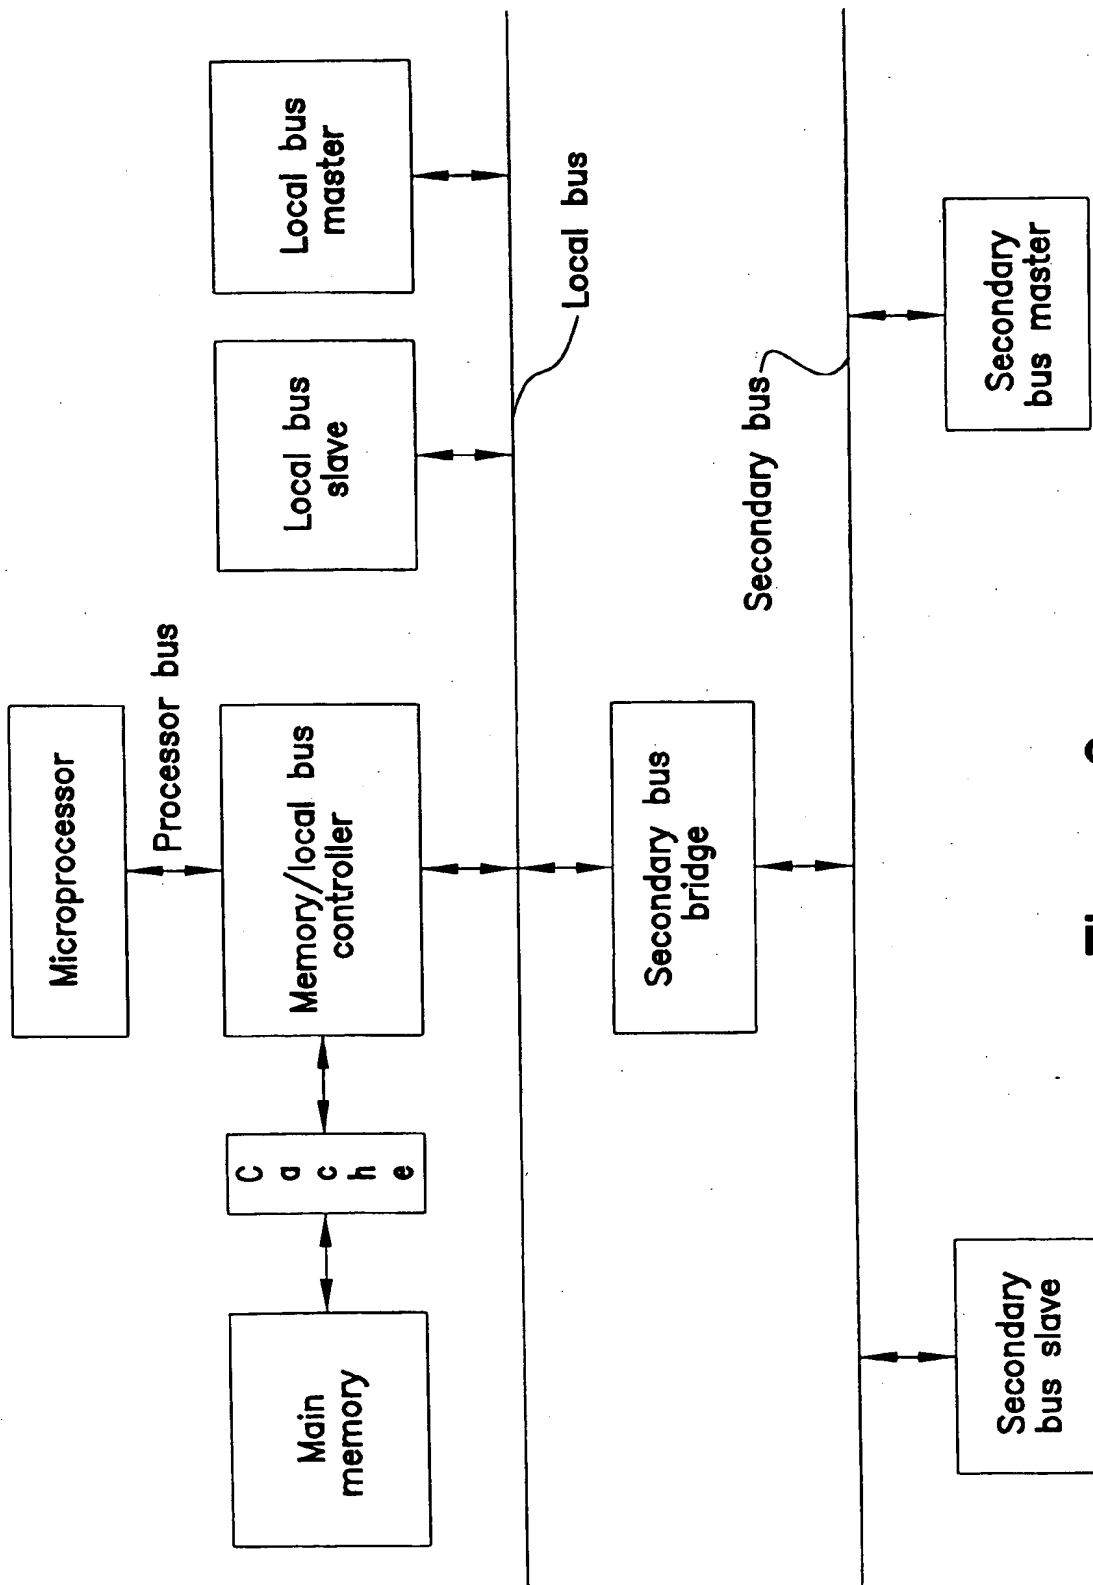 Microprocessor
Processor bus
Main
memory
C
a
c
h
e
Memory/local bus
controller
Local bus
slave
Local bus
master
Local bus
Secondary bus
bridge
Secondary bus
Secondary
bus slave
Secondary
bus master